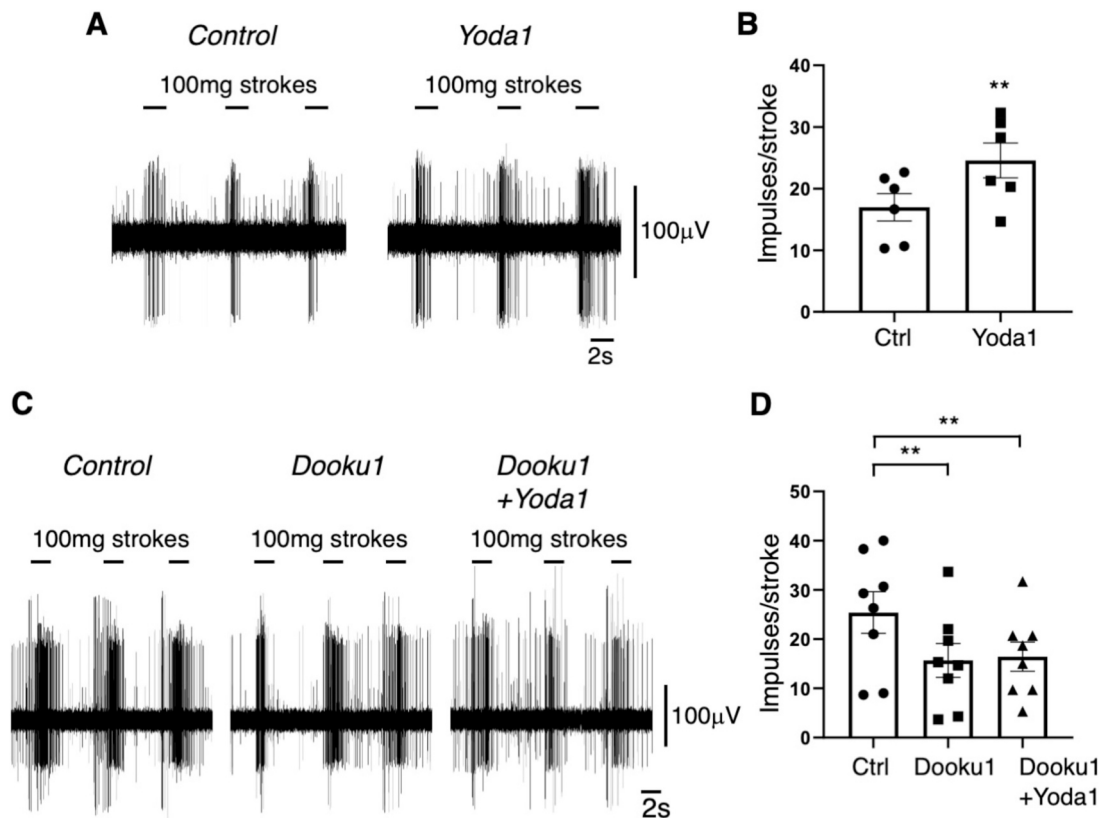 A
Control
Yoda1
100mg strokes
100mg strokes
100μV
2s
B
Impulses/stroke
40
30
20
10
0
**
Ctrl
Yoda1
C
Control
Dooku1
Dooku1
+Yoda1
100mg strokes
100mg strokes
100mg strokes
100μV
2s
D
Impulses/stroke
50
40
30
20
10
0
**
**
Ctrl
Dooku1
Dooku1
+Yoda1